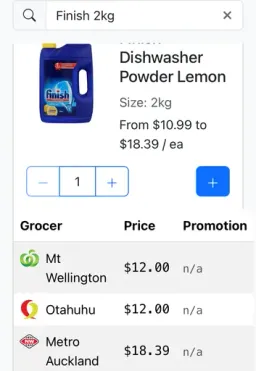 Finish 2kg
Dishwasher
Powder Lemon
Size: 2kg
From $10.99 to
$18.39 / ea
finish
1
Grocer Price Promotion
Mt
Wellington $12.00 n/a
Otahuhu $12.00 n/a
Metro
Auckland $18.39 n/a